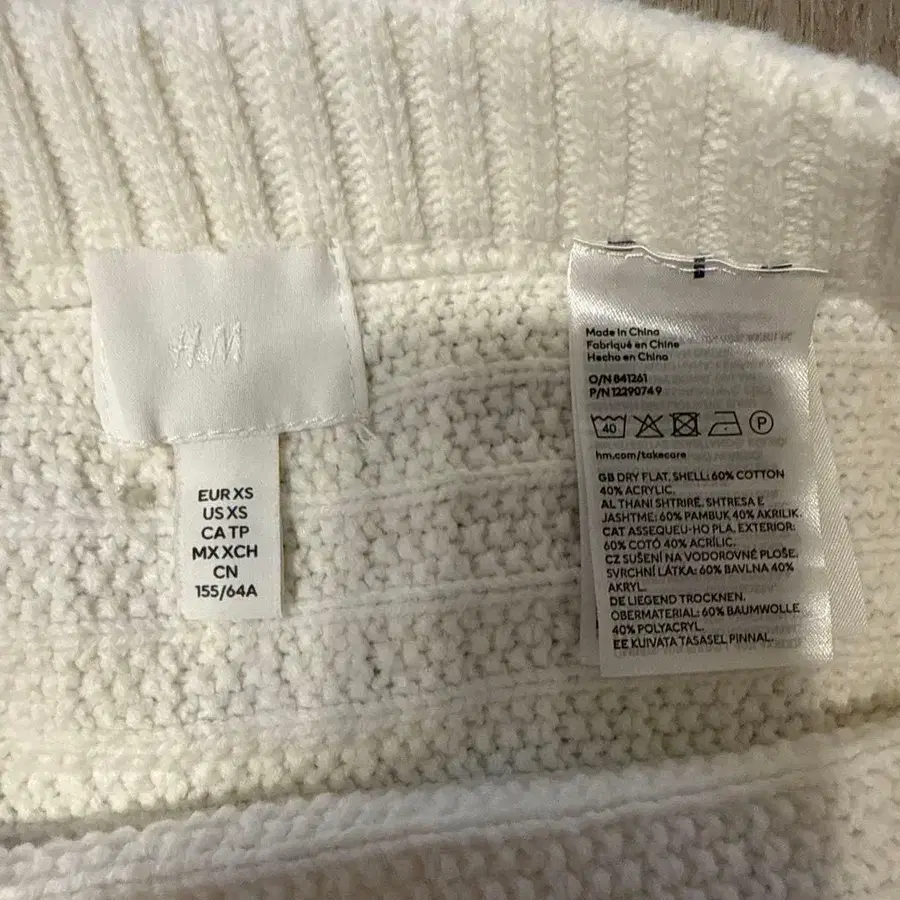 H&M
EUR XS
US XS
CA TP
MX XCH
CN
155/64A
Made in China
Fabriqué en Chine
Hecho en China
O/N 841261
P/N 12290749
40
P
hm.com/takecare
GB DRY FLAT, SHELL: 60% COTTON
40% ACRYLIC.
AL THANI SHTRIRË, SHTRESA E
JASHTME: 60% PAMBUK 40% AKRILIK.
CAT ASSEQUEU-HO PLA, EXTERIOR:
60% COTÓ 40% ACRÍLIC.
CZ SUŠENÍ NA VODOROVNÉ PLOŠE.
SVRCHNÍ LÁTKA: 60% BAVLNA 40%
AKRYL.
DE LIEGEND TROCKNEN.
OBERMATERIAL: 60% BAUMWOLLE
40% POLYACRYL.
EE KUIVATA TASASEL PINNAL.